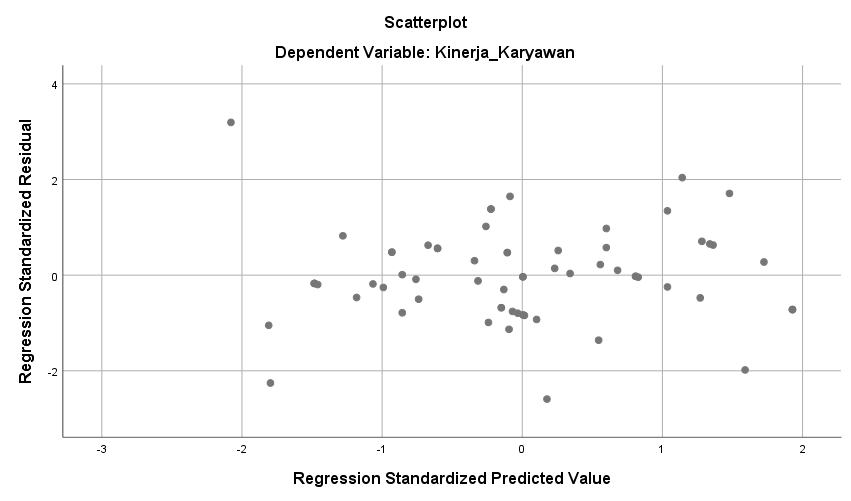 Scatterplot
Dependent Variable: Kinerja_Karyawan
Regression Standardized Residual
4
2
0
-2
-3
-2
-1
0
1
2
Regression Standardized Predicted Value